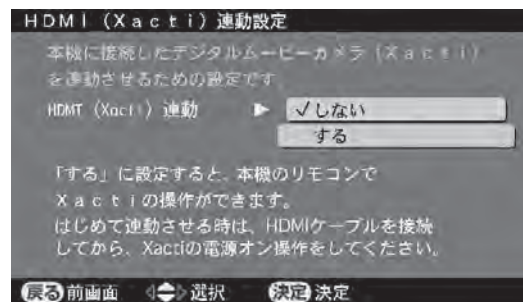 HDMI（Xacti）連動設定
本機に接続したデジタルムービーカメラ（Xacti）
を連動させるための設定です
HDMI（Xacti）連動 ▶ ✓しない
する
「する」に設定すると、本機のリモコンで
Xactiの操作ができます。
はじめて連動させる時は、HDMIケーブルを接続
してから、Xactiの電源オン操作をしてください。
戻る 前画面 選択 決定 決定